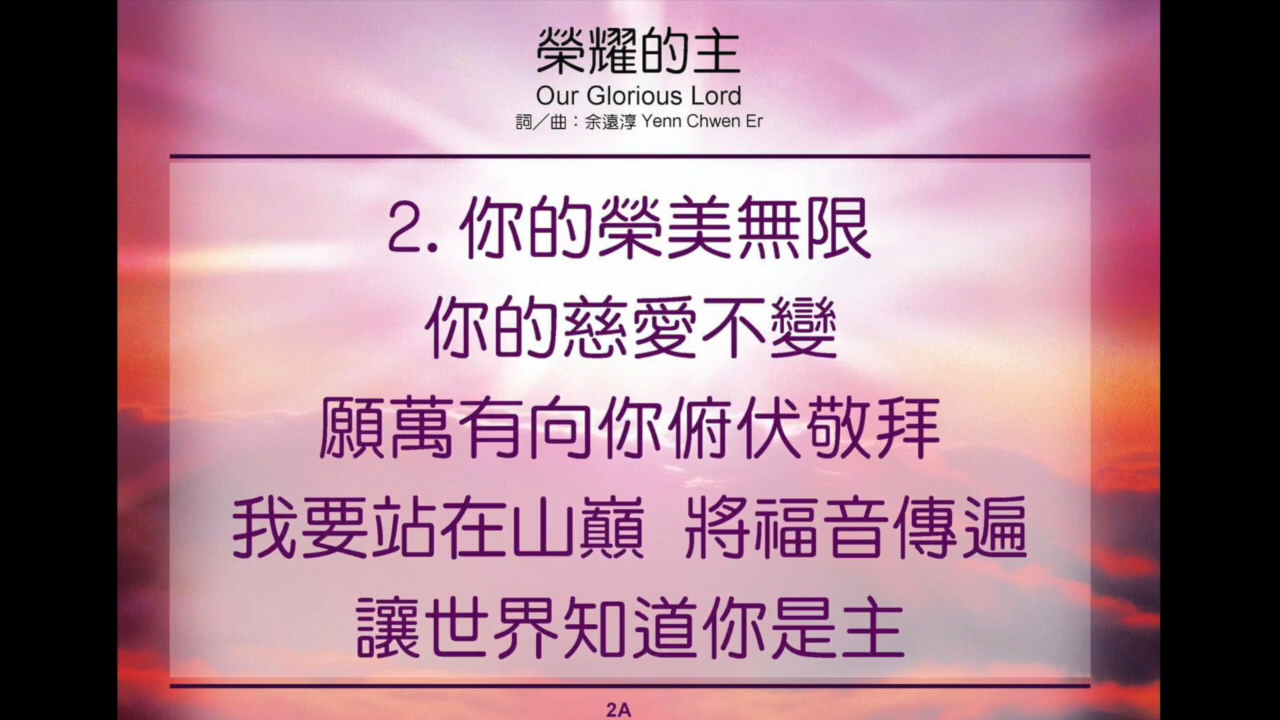 榮耀的主
Our Glorious Lord
詞／曲：余遠淳 Yenn Chwen Er
2. 你的榮美無限
你的慈愛不變
願萬有向你俯伏敬拜
我要站在山巔 將福音傳遍
讓世界知道你是主
2A